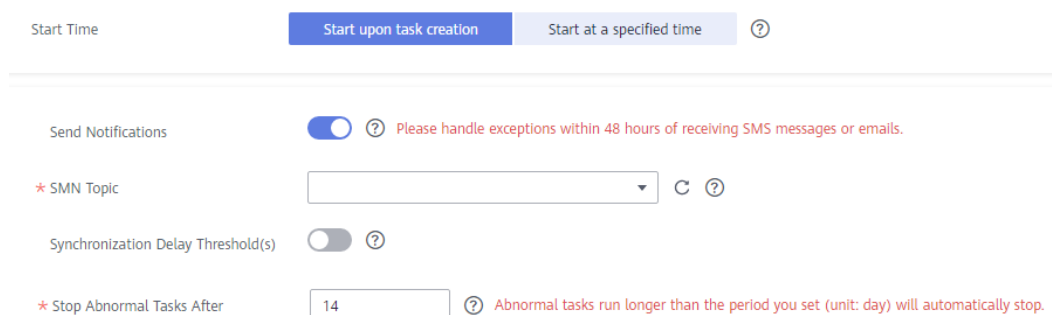 Start Time Start upon task creation Start at a specified time ?
Send Notifications ? Please handle exceptions within 48 hours of receiving SMS messages or emails.
* SMN Topic ?
Synchronization Delay Threshold(s) ?
* Stop Abnormal Tasks After 14 ? Abnormal tasks run longer than the period you set (unit: day) will automatically stop.